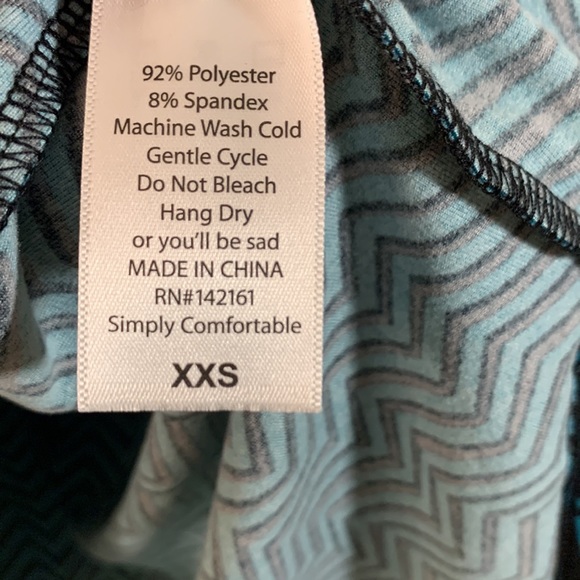 92% Polyester
8% Spandex
Machine Wash Cold
Gentle Cycle
Do Not Bleach
Hang Dry
or you'll be sad
MADE IN CHINA
RN#142161
Simply Comfortable
XXS